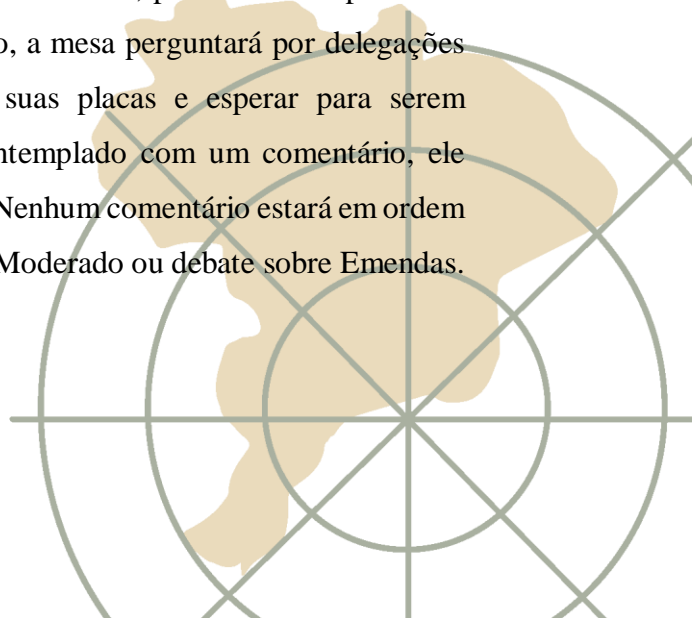 o, a mesa perguntará por delegações
suas placas e esperar para serem
ntemplado com um comentário, ele
Nenhum comentário estará em ordem
Moderado ou debate sobre Emendas.